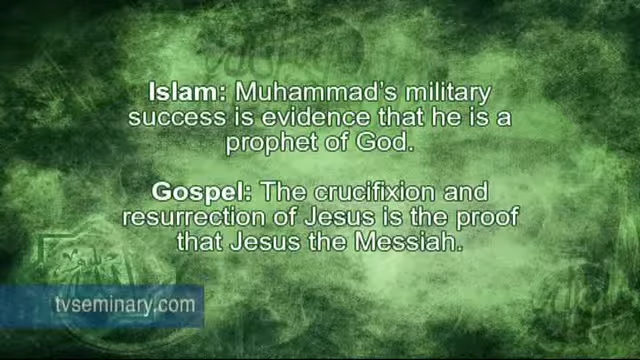 Islam: Muhammad's military
success is evidence that he is a
prophet of God.
Gospel: The crucifixion and
resurrection of Jesus is the proof
that Jesus the Messiah.
tvseminary.com